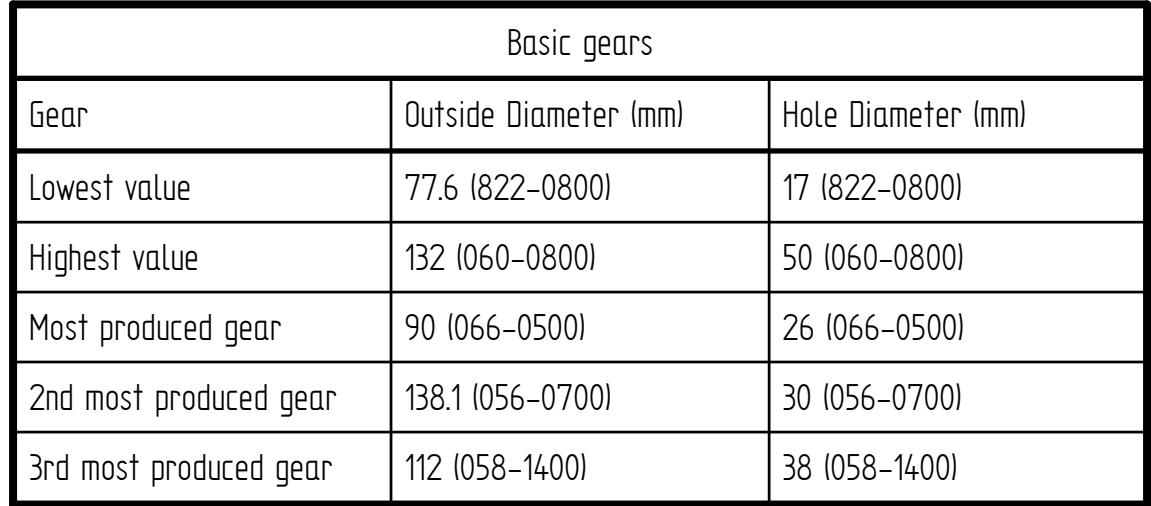 Basic gears
Gear Outside Diameter (mm) Hole Diameter (mm)
Lowest value 77.6 (822-0800) 17 (822-0800)
Highest value 132 (060-0800) 50 (060-0800)
Most produced gear 90 (066-0500) 26 (066-0500)
2nd most produced gear 138.1 (056-0700) 30 (056-0700)
3rd most produced gear 112 (058-1400) 38 (058-1400)